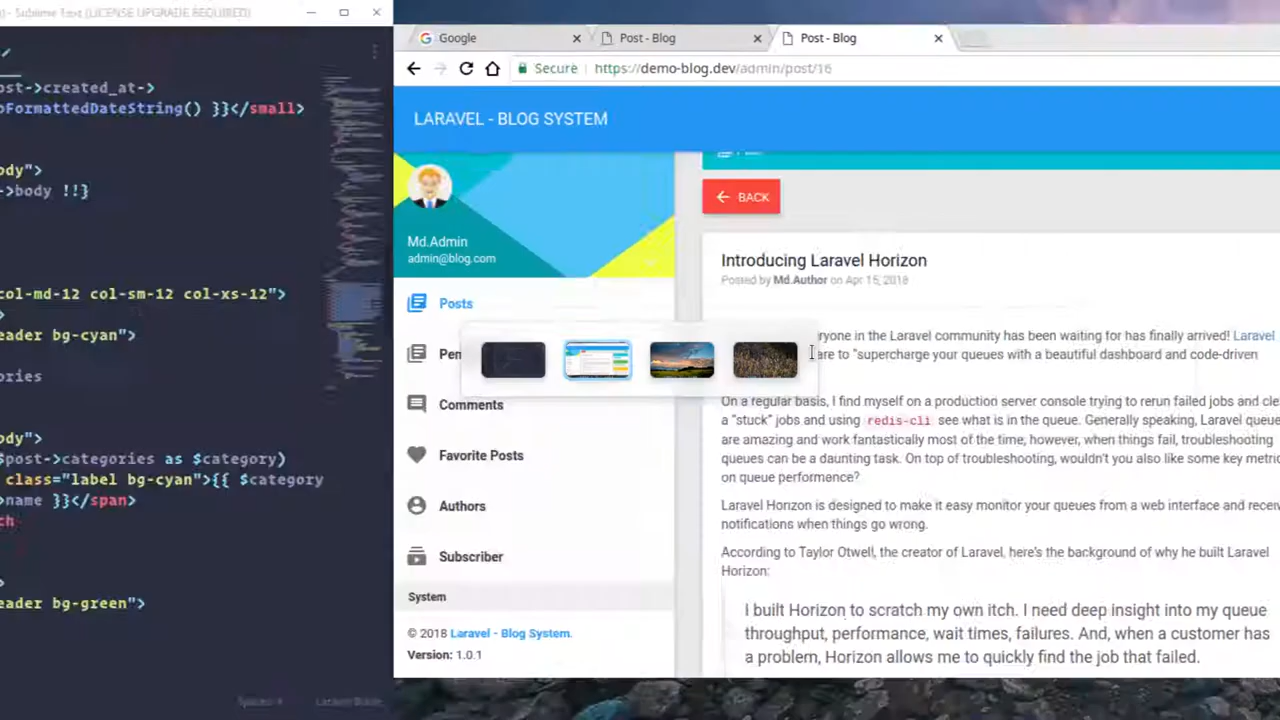 - Sublime Text (LICENSE UPGRADE REQUIRED)
ost->created_at->
oFormattedDateString() }}</small>
ody">
->body !!}
col-md-12 col-sm-12 col-xs-12">
>
eader bg-cyan">
ories
ody">
$post->categories as $category)
class="label bg-cyan">{{ $category
>name }}</span>
ch
>
eader bg-green">
Google
Post - Blog
Post - Blog
Secure
https://demo-blog.dev/admin/post/16
LARAVEL - BLOG SYSTEM
Md.Admin
admin@blog.com
Posts
Pen
Comments
Favorite Posts
Authors
Subscriber
System
© 2018 Laravel - Blog System.
Version: 1.0.1
BACK
Introducing Laravel Horizon
Posted by Md.Author on Apr 15, 2018
ryone in the Laravel community has been waiting for has finally arrived! Laravel
are to "supercharge your queues with a beautiful dashboard and code-driven
On a regular basis, I find myself on a production server console trying to rerun failed jobs and cle
a "stuck" jobs and using redis-cli see what is in the queue. Generally speaking, Laravel queue
are amazing and work fantastically most of the time, however, when things fail, troubleshooting
queues can be a daunting task. On top of troubleshooting, wouldn't you also like some key metric
on queue performance?
Laravel Horizon is designed to make it easy monitor your queues from a web interface and recei
notifications when things go wrong.
According to Taylor Otwell, the creator of Laravel, here's the background of why he built Laravel
Horizon:
I built Horizon to scratch my own itch. I need deep insight into my queue
throughput, performance, wait times, failures. And, when a customer has
a problem, Horizon allows me to quickly find the job that failed.